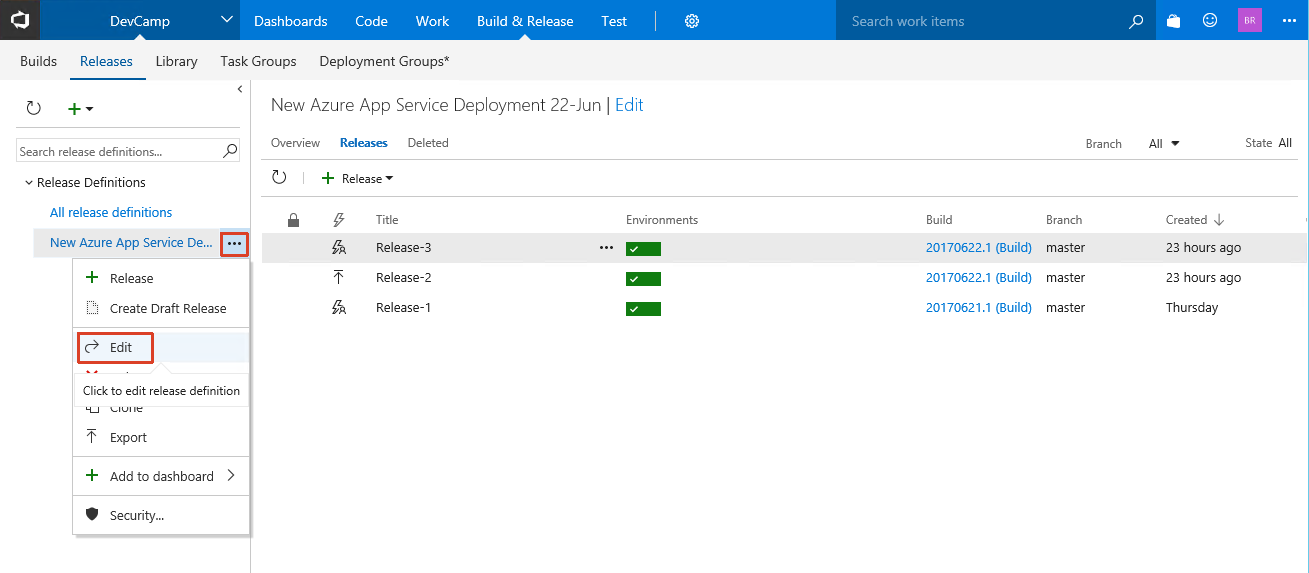 DevCamp Dashboards Code Work Build & Release Test Search work items BR
Builds Releases Library Task Groups Deployment Groups*
New Azure App Service Deployment 22-Jun | Edit
Overview Releases Deleted Branch All State All
Search release definitions...
Release Definitions
All release definitions
New Azure App Service De... ...
Release
Create Draft Release
Edit
Click to edit release definition
Clone
Export
Add to dashboard
Security...
Release
Title Environments Build Branch Created
Release-3 ... 20170622.1 (Build) master 23 hours ago
Release-2 20170622.1 (Build) master 23 hours ago
Release-1 20170621.1 (Build) master Thursday